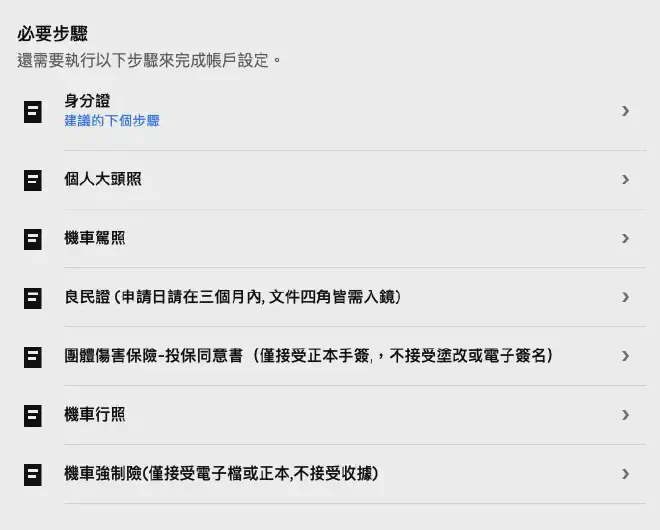 必要步驟
還需要執行以下步驟來完成帳戶設定。
身分證
建議的下個步驟
個人大頭照
機車駕照
良民證 (申請日請在三個月內, 文件四角皆需入鏡)
團體傷害保險-投保同意書（僅接受正本手簽,，不接受塗改或電子簽名）
機車行照
機車強制險(僅接受電子檔或正本,不接受收據)